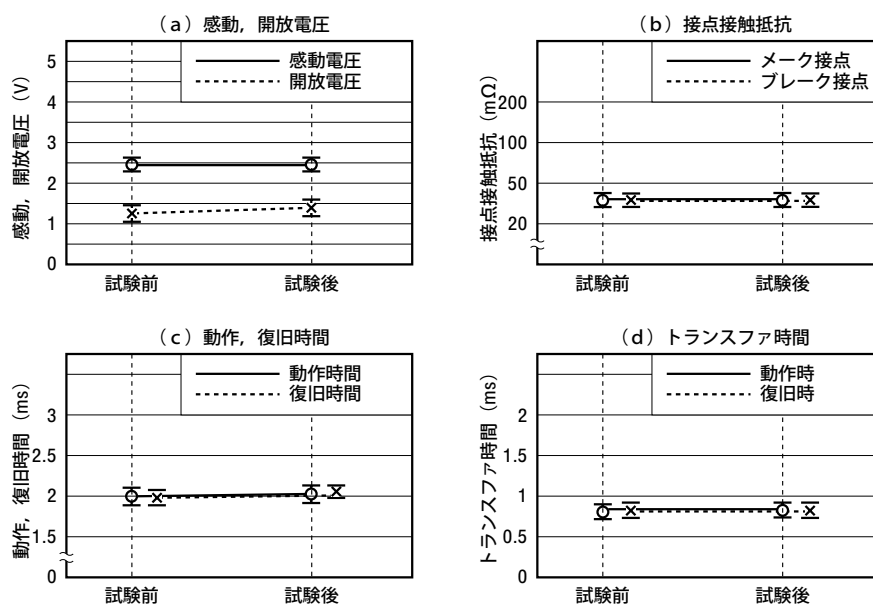 (a)感動，開放電圧
感動電圧
開放電圧
感動，開放電圧（V）
5
4
3
2
1
0
試験前
試験後
(b)接点接触抵抗
メーク接点
ブレーク接点
接点接触抵抗（mΩ）
200
100
50
20
試験前
試験後
(c)動作，復旧時間
動作時間
復旧時間
動作，復旧時間（ms）
3
2.5
2
1.5
0
試験前
試験後
(d)トランスファ時間
動作時
復旧時
トランスファ時間（ms）
2
1.5
1
0.5
0
試験前
試験後